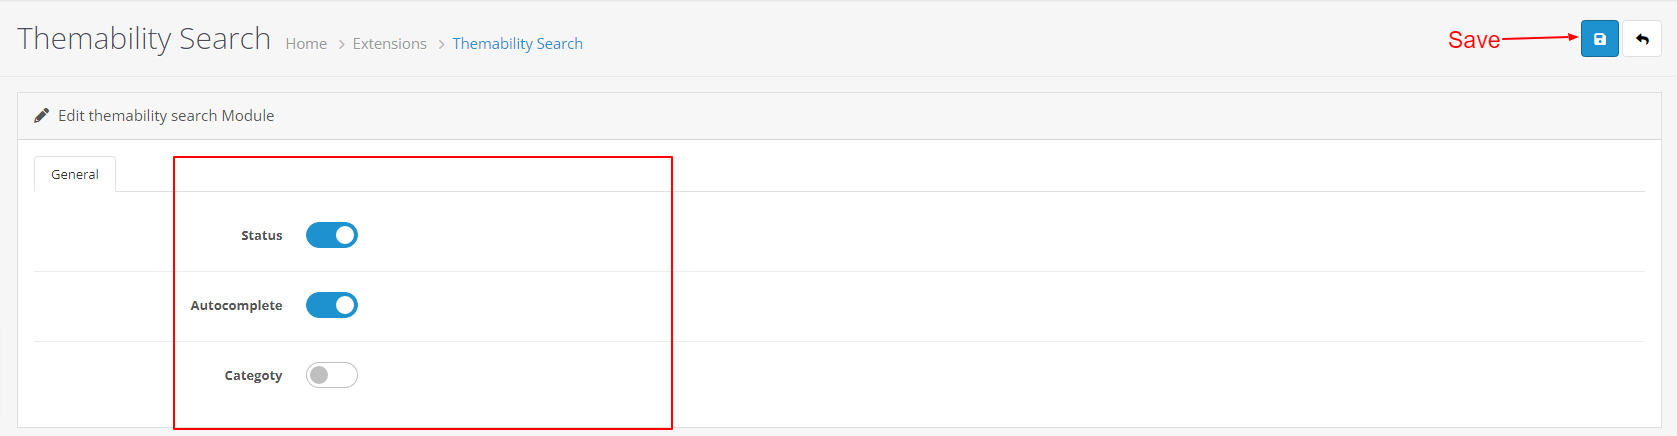 Themability Search Home > Extensions > Themability Search Save
Edit themability search Module
General
Status
Autocomplete
Categoty